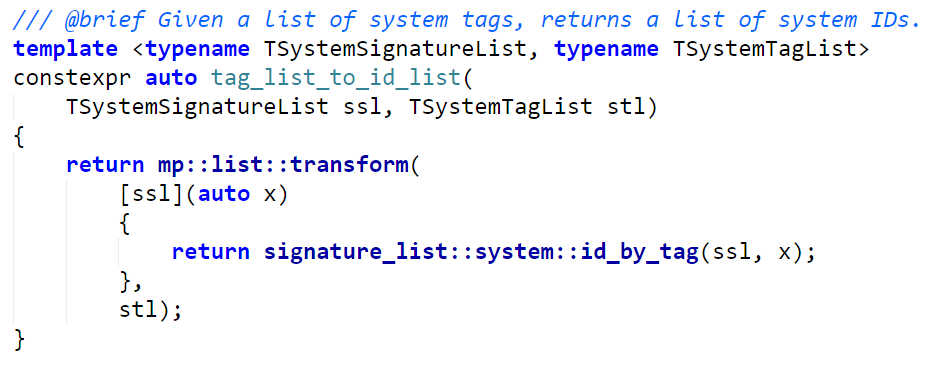 /// @brief Given a list of system tags, returns a list of system IDs.
template <typename TSystemSignatureList, typename TSystemTagList>
constexpr auto tag_list_to_id_list(
    TSystemSignatureList ssl, TSystemTagList stl)
{
    return mp::list::transform(
        [ssl](auto x)
        {
            return signature_list::system::id_by_tag(ssl, x);
        },
        stl);
}